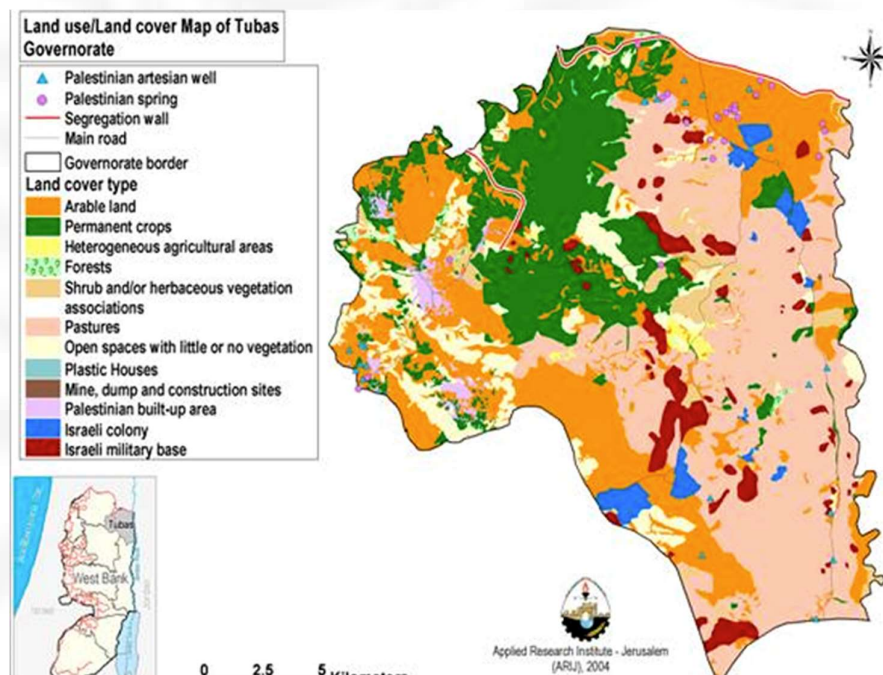 Land use/Land cover Map of Tubas
Governorate
Palestinian artesian well
Palestinian spring
Segregation wall
Main road
Governorate border
Land cover type
Arable land
Permanent crops
Heterogeneous agricultural areas
Forests
Shrub and/or herbaceous vegetation
associations
Pastures
Open spaces with little or no vegetation
Plastic Houses
Mine, dump and construction sites
Palestinian built-up area
Israeli colony
Israeli military base
Tubas
West Bank
0 2.5 5 Kilometers
Applied Research Institute - Jerusalem
(ARIJ), 2004